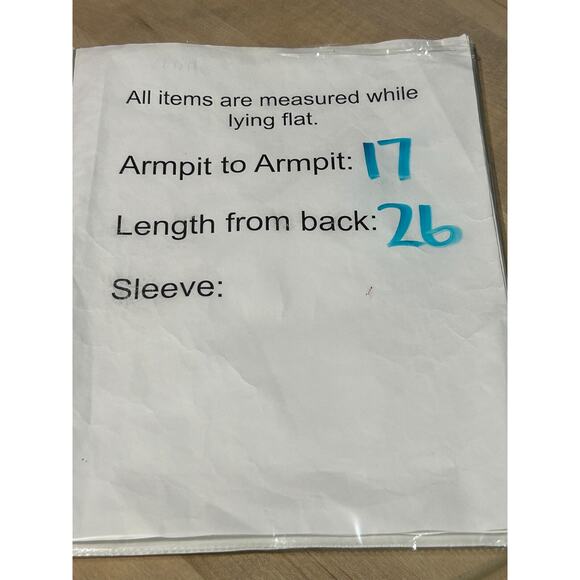 All items are measured while
lying flat.
Armpit to Armpit: 17
Length from back: 26
Sleeve: